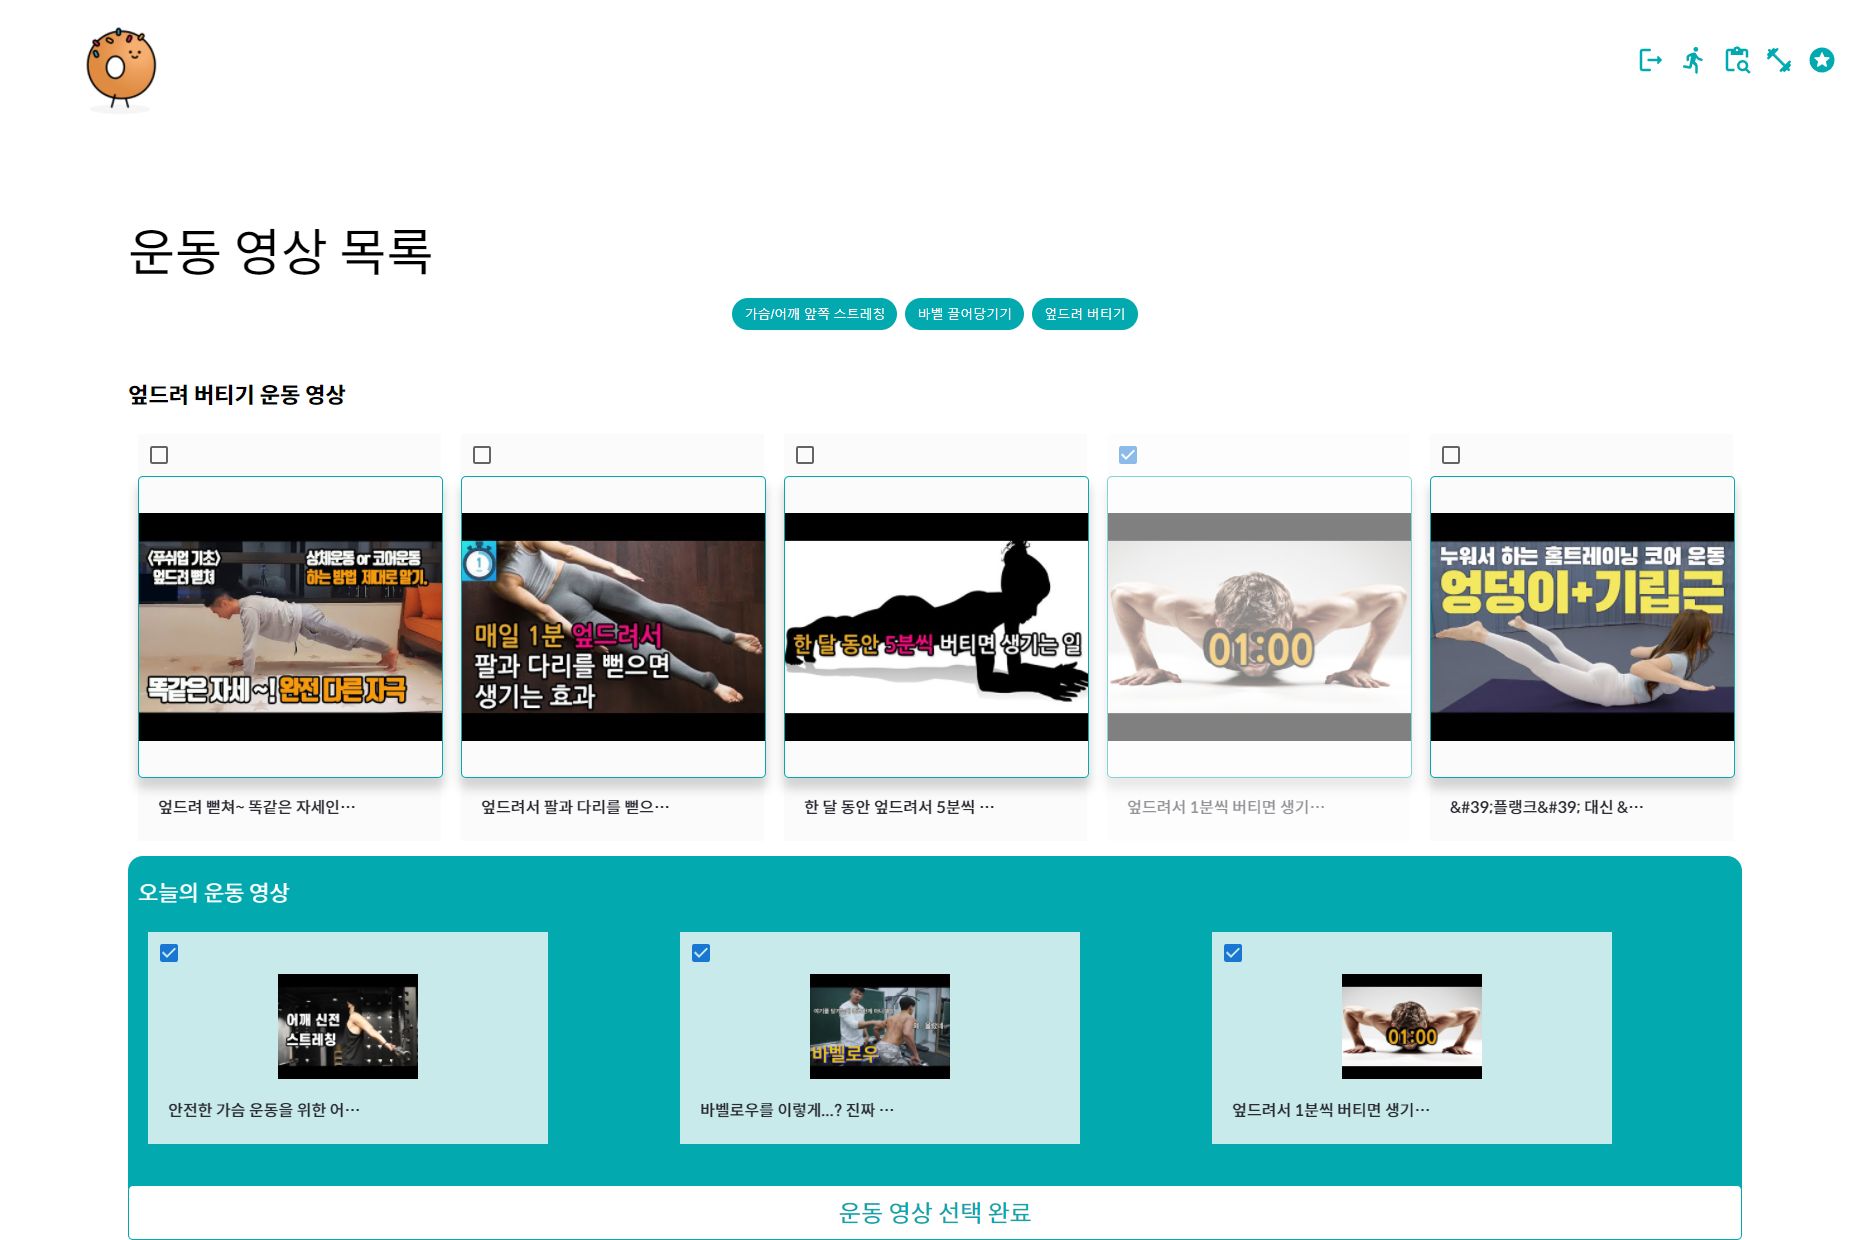 운동 영상 목록
가슴/어깨 앞쪽 스트레칭 바벨 끌어당기기 엎드려 버티기
엎드려 버티기 운동 영상
<푸쉬업 기초>
엎드려 뻗쳐
상체운동 or 코어운동
하는 방법 제대로 알기.
똑같은 자세~! 완전 다른 자극
엎드려 뻗쳐~ 똑같은 자세인…
1
매일 1분 엎드려서
팔과 다리를 뻗으면
생기는 효과
엎드려서 팔과 다리를 뻗으…
한 달 동안 5분씩 버티면 생기는 일
한 달 동안 엎드려서 5분씩 …
01:00
엎드려서 1분씩 버티면 생기…
누워서 하는 홈트레이닝 코어 운동
엉덩이+기립근
&#39;플랭크&#39; 대신 &…
오늘의 운동 영상
어깨 신전
스트레칭
안전한 가슴 운동을 위한 어…
바벨로우
바벨로우를 이렇게...? 진짜 …
01:00
엎드려서 1분씩 버티면 생기…
운동 영상 선택 완료